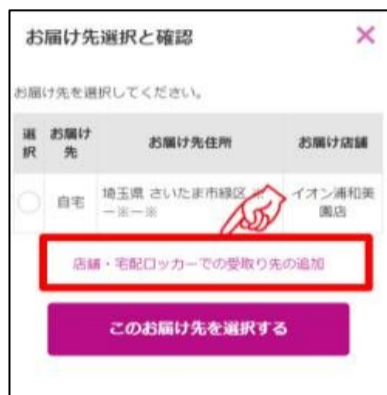 お届け先選択と確認
お届け先を選択してください。
選択 お届け先 お届け先住所 お届け店舗
自宅 埼玉県 さいたま市緑区 ※
ー※ー※ イオン浦和美園店
店舗・宅配ロッカーでの受取り先の追加
このお届け先を選択する